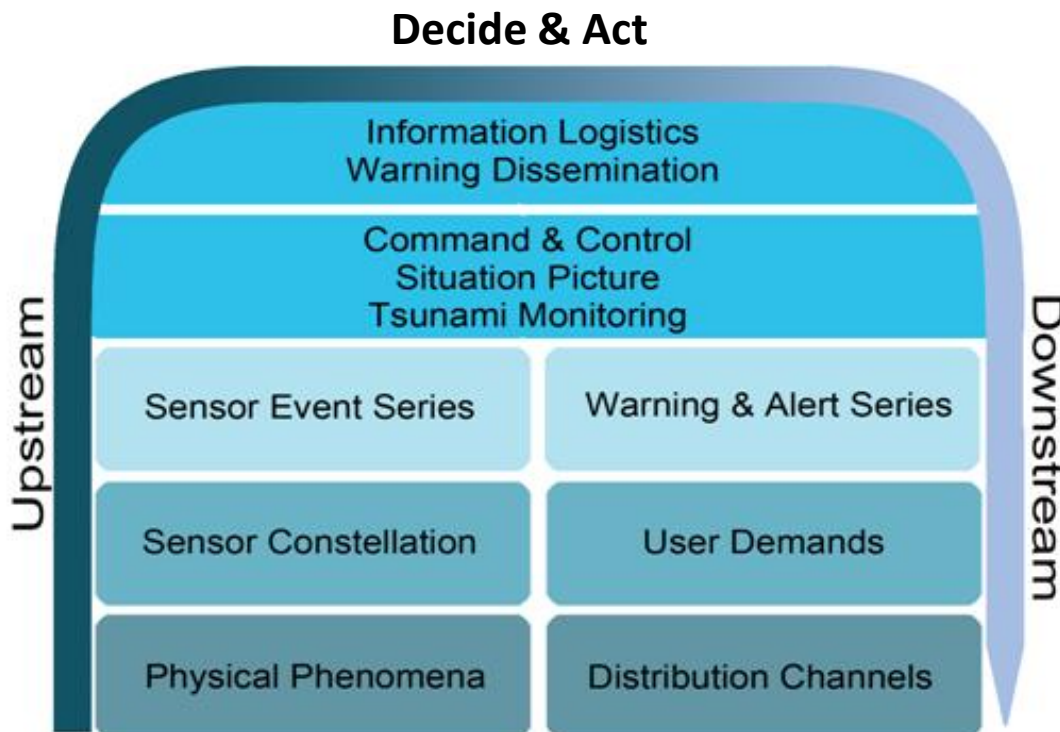 Decide & Act
Information Logistics
Warning Dissemination
Command & Control
Situation Picture
Tsunami Monitoring
Upstream
Downstream
Sensor Event Series
Warning & Alert Series
Sensor Constellation
User Demands
Physical Phenomena
Distribution Channels